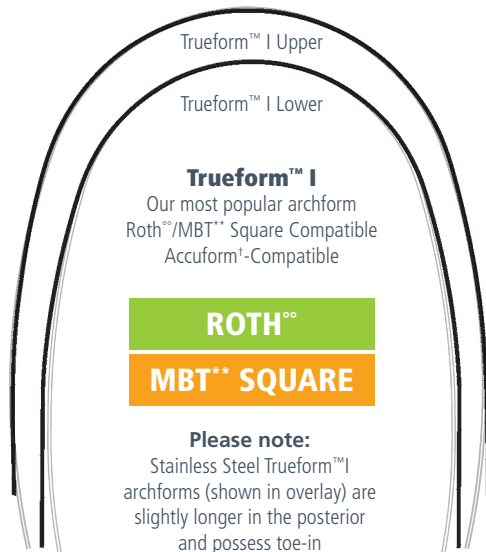 Trueform™ I Upper
Trueform™ I Lower
Trueform™ I
Our most popular archform
Roth°°/MBT** Square Compatible
Accuform†-Compatible
ROTH°°
MBT** SQUARE
Please note:
Stainless Steel Trueform™I
archforms (shown in overlay) are
slightly longer in the posterior
and possess toe-in